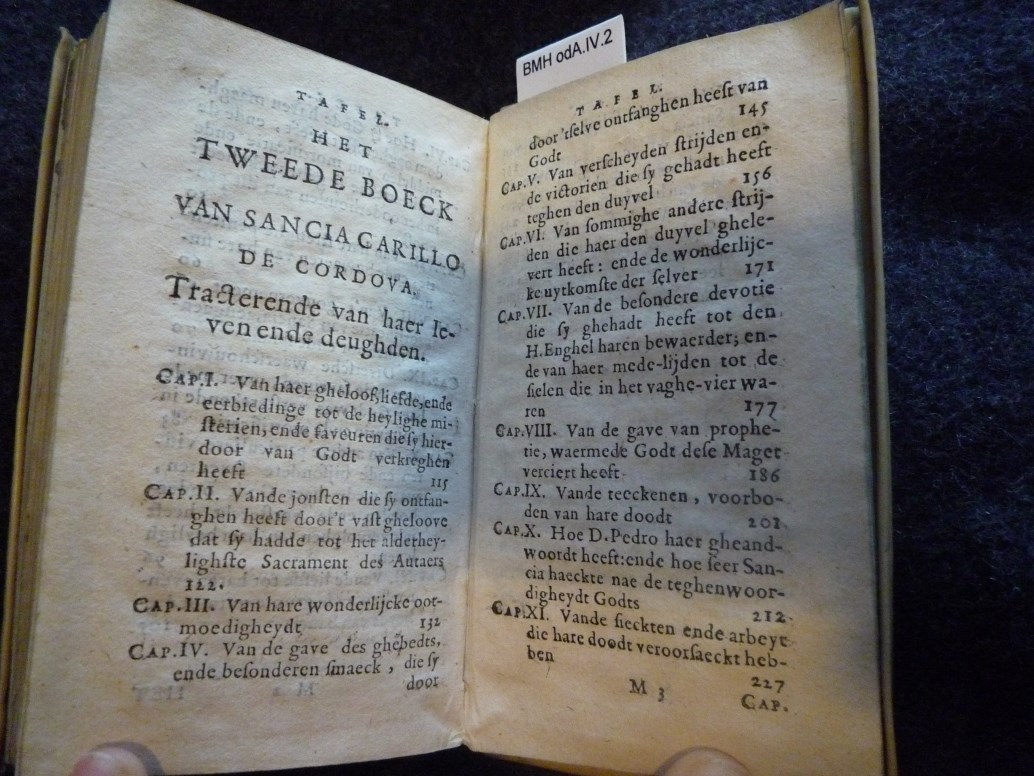 BMH odA.IV.2
TAFEL.
HET
TWEEDE BOECK
VAN SANCIA CARILLO
DE CORDOVA,
Tracterende van haer le-
ven ende deughden.
CAP.I. Van haer gheloof, liefde, ende
eerbiedinge tot de heylighe mi-
sterien, ende faveuren die sy hier-
door van Godt verkreghen
heeft 115
CAP.II. Vande jonsten die sy ontfan-
ghen heeft door't vast gheloove
dat sy hadde tot het alderhey-
lighste Sacrament des Autaers
122.
CAP.III. Van hare wonderlijcke oot-
moedigheydt 132
CAP.IV. Van de gave des ghebedts,
ende besonderen smaeck, die sy
door
TAFEL.
door 'tselve ontfanghen heeft van
Godt 145
CAP.V. Van verscheyden strijden en-
de victorien die sy gehadt heeft
teghen den duyvel 156
CAP.VI. Van sommighe andere strij-
den die haer den duyvel ghele-
vert heeft: ende de wonderlijc-
ke uytkomste der selver 171
CAP.VII. Van de besondere devotie
die sy ghehadt heeft tot den
H.Enghel haren bewaerder; en-
de van haer mede-lijden tot de
sielen die in het vaghe-vier wa-
ren 177
CAP.VIII. Van de gave van prophe-
tie, waermede Godt dese Maget
verciert heeft 186
CAP.IX. Vande teeckenen, voorbo-
den van hare doodt 201
CAP.X. Hoe D.Pedro haer gheand-
woordt heeft: ende hoe seer San-
cia haeckte nae de teghenwoor-
digheydt Godts 212
CAP.XI. Vande sieckten ende arbeyt
die hare doodt veroorsaeckt heb-
ben 227
M 3 CAP.